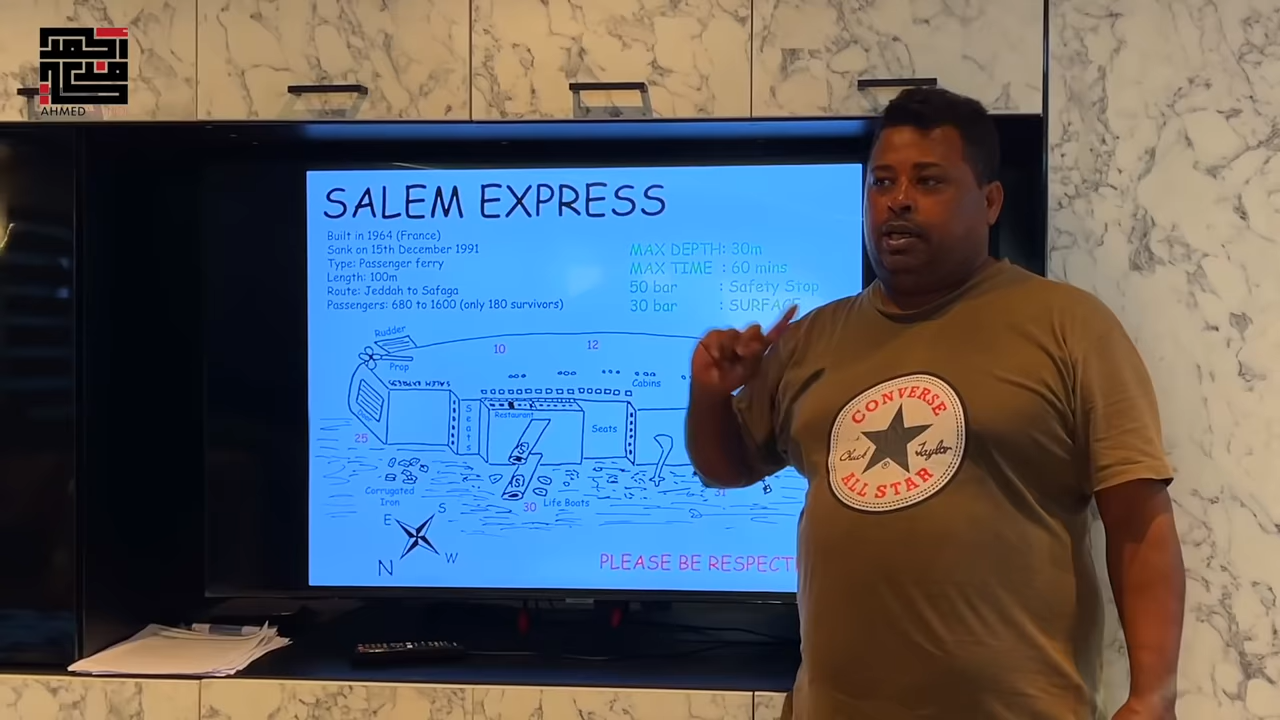 أحمد
AHMED
SALEM EXPRESS
Built in 1964 (France)
Sank on 15th December 1991
Type: Passenger ferry
Length: 100m
Route: Jeddah to Safaga
Passengers: 680 to 1600 (only 180 survivors)
MAX DEPTH: 30m
MAX TIME : 60 mins
50 bar : Safety Stop
30 bar : SURFACE
Rudder
Prop
10
12
SALEM EXPRESS
Cabins
Seats
Restaurant
Seats
25
Corrugated
Iron
30
Life Boats
31
E
S
N
W
PLEASE BE RESPECT
CONVERSE
Chuck Taylor
®
ALL STAR